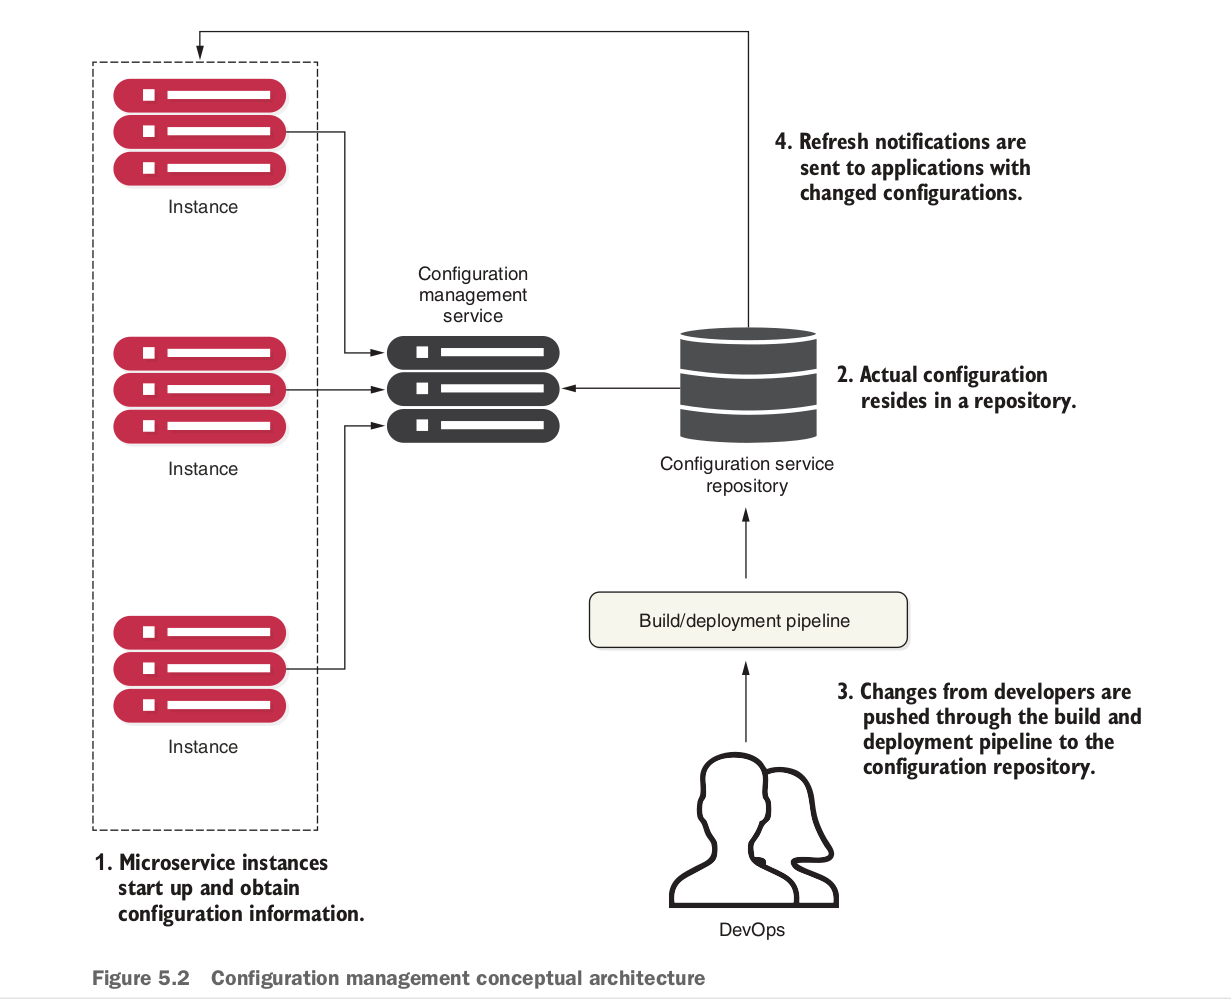 Instance
4. Refresh notifications are
sent to applications with
changed configurations.
Configuration
management
service
2. Actual configuration
resides in a repository.
Instance
Configuration service
repository
Build/deployment pipeline
3. Changes from developers are
pushed through the build and
deployment pipeline to the
configuration repository.
Instance
1. Microservice instances
start up and obtain
configuration information.
DevOps
Figure 5.2 Configuration management conceptual architecture